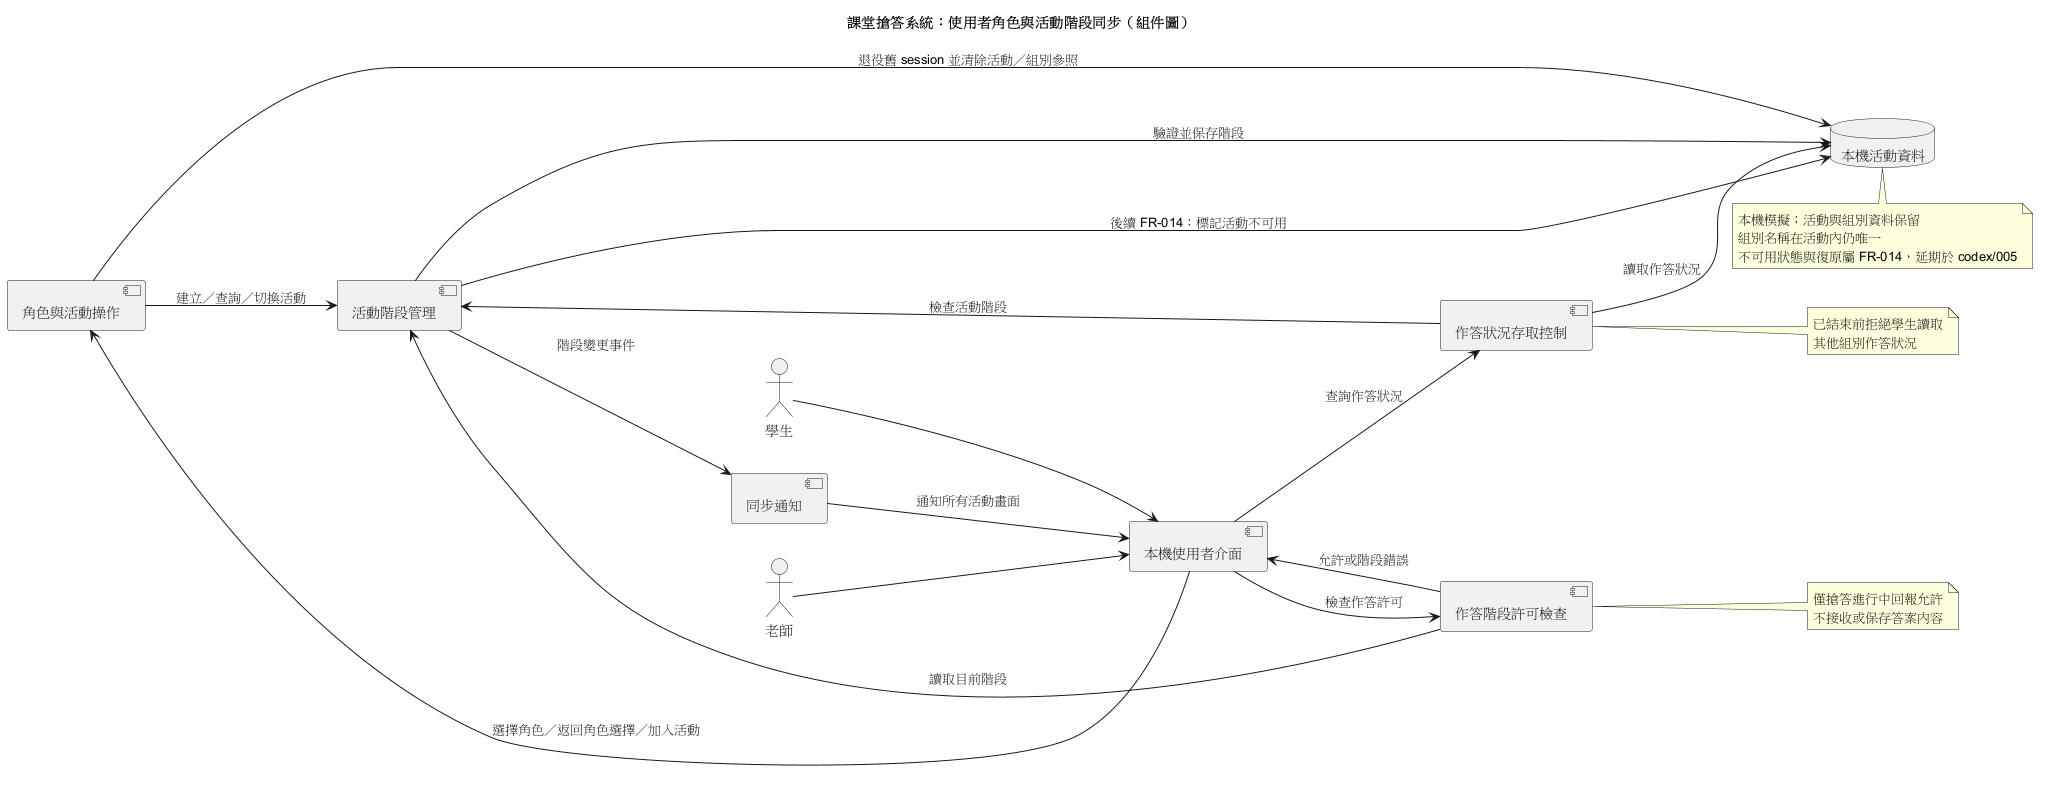 課堂搶答系統：使用者角色與活動階段同步（組件圖）
退役舊 session 並清除活動／組別參照
驗證並保存階段
本機活動資料
後續 FR-014：標記活動不可用
本機模擬；活動與組別資料保留
組別名稱在活動內仍唯一
不可用狀態與復原屬 FR-014，延期於 codex/005
讀取作答狀況
角色與活動操作
建立／查詢／切換活動
活動階段管理
檢查活動階段
作答狀況存取控制
已結束前拒絕學生讀取
其他組別作答狀況
階段變更事件
學生
查詢作答狀況
同步通知
通知所有活動畫面
本機使用者介面
允許或階段錯誤
老師
檢查作答許可
作答階段許可檢查
僅搶答進行中回報允許
不接收或保存答案內容
讀取目前階段
選擇角色／返回角色選擇／加入活動